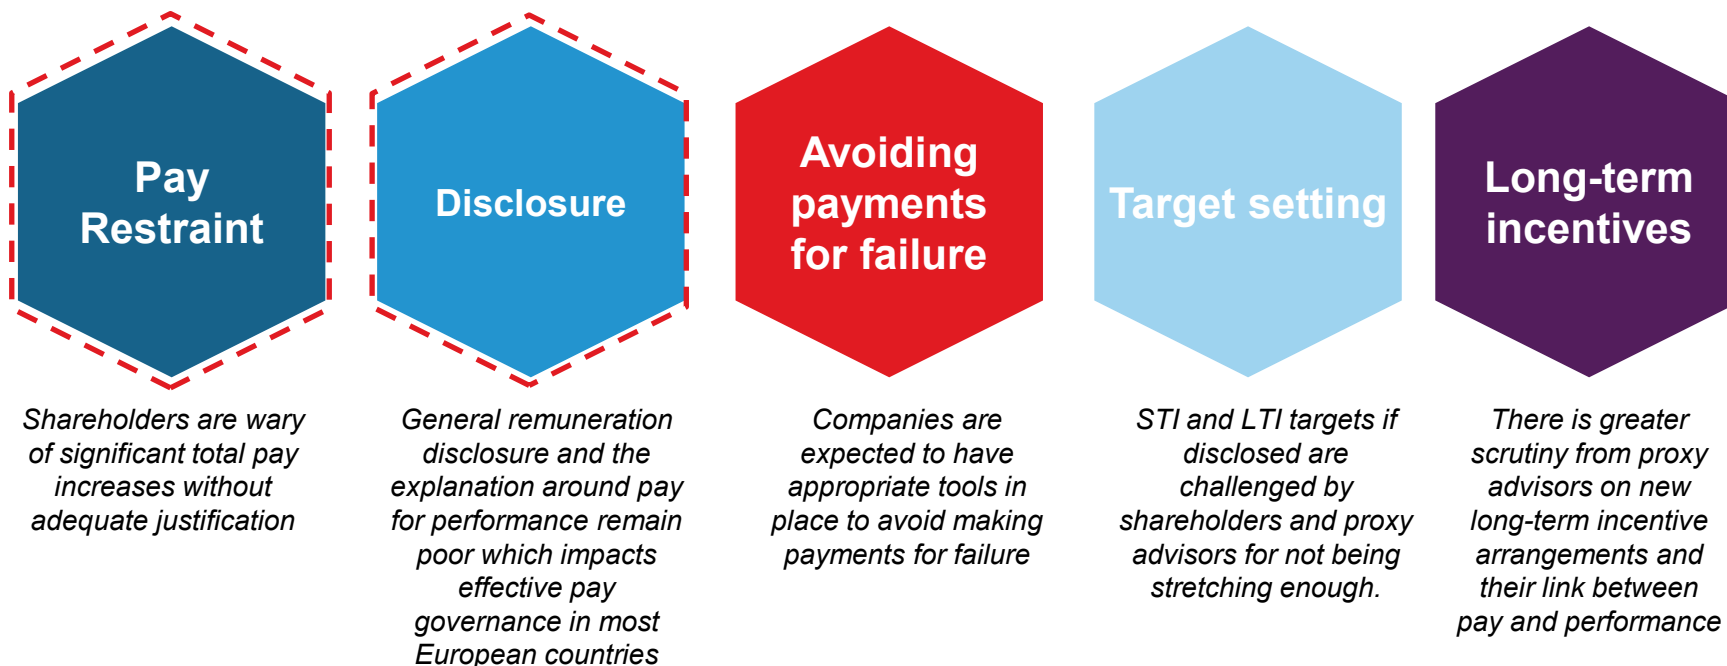 Pay
Restraint
Shareholders are wary
of significant total pay
increases without
adequate justification
Disclosure
General remuneration
disclosure and the
explanation around pay
for performance remain
poor which impacts
effective pay
governance in most
European countries
Avoiding
payments
for failure
Companies are
expected to have
appropriate tools in
place to avoid making
payments for failure
Target setting
STI and LTI targets if
disclosed are
challenged by
shareholders and proxy
advisors for not being
stretching enough.
Long-term
incentives
There is greater
scrutiny from proxy
advisors on new
long-term incentive
arrangements and
their link between
pay and performance